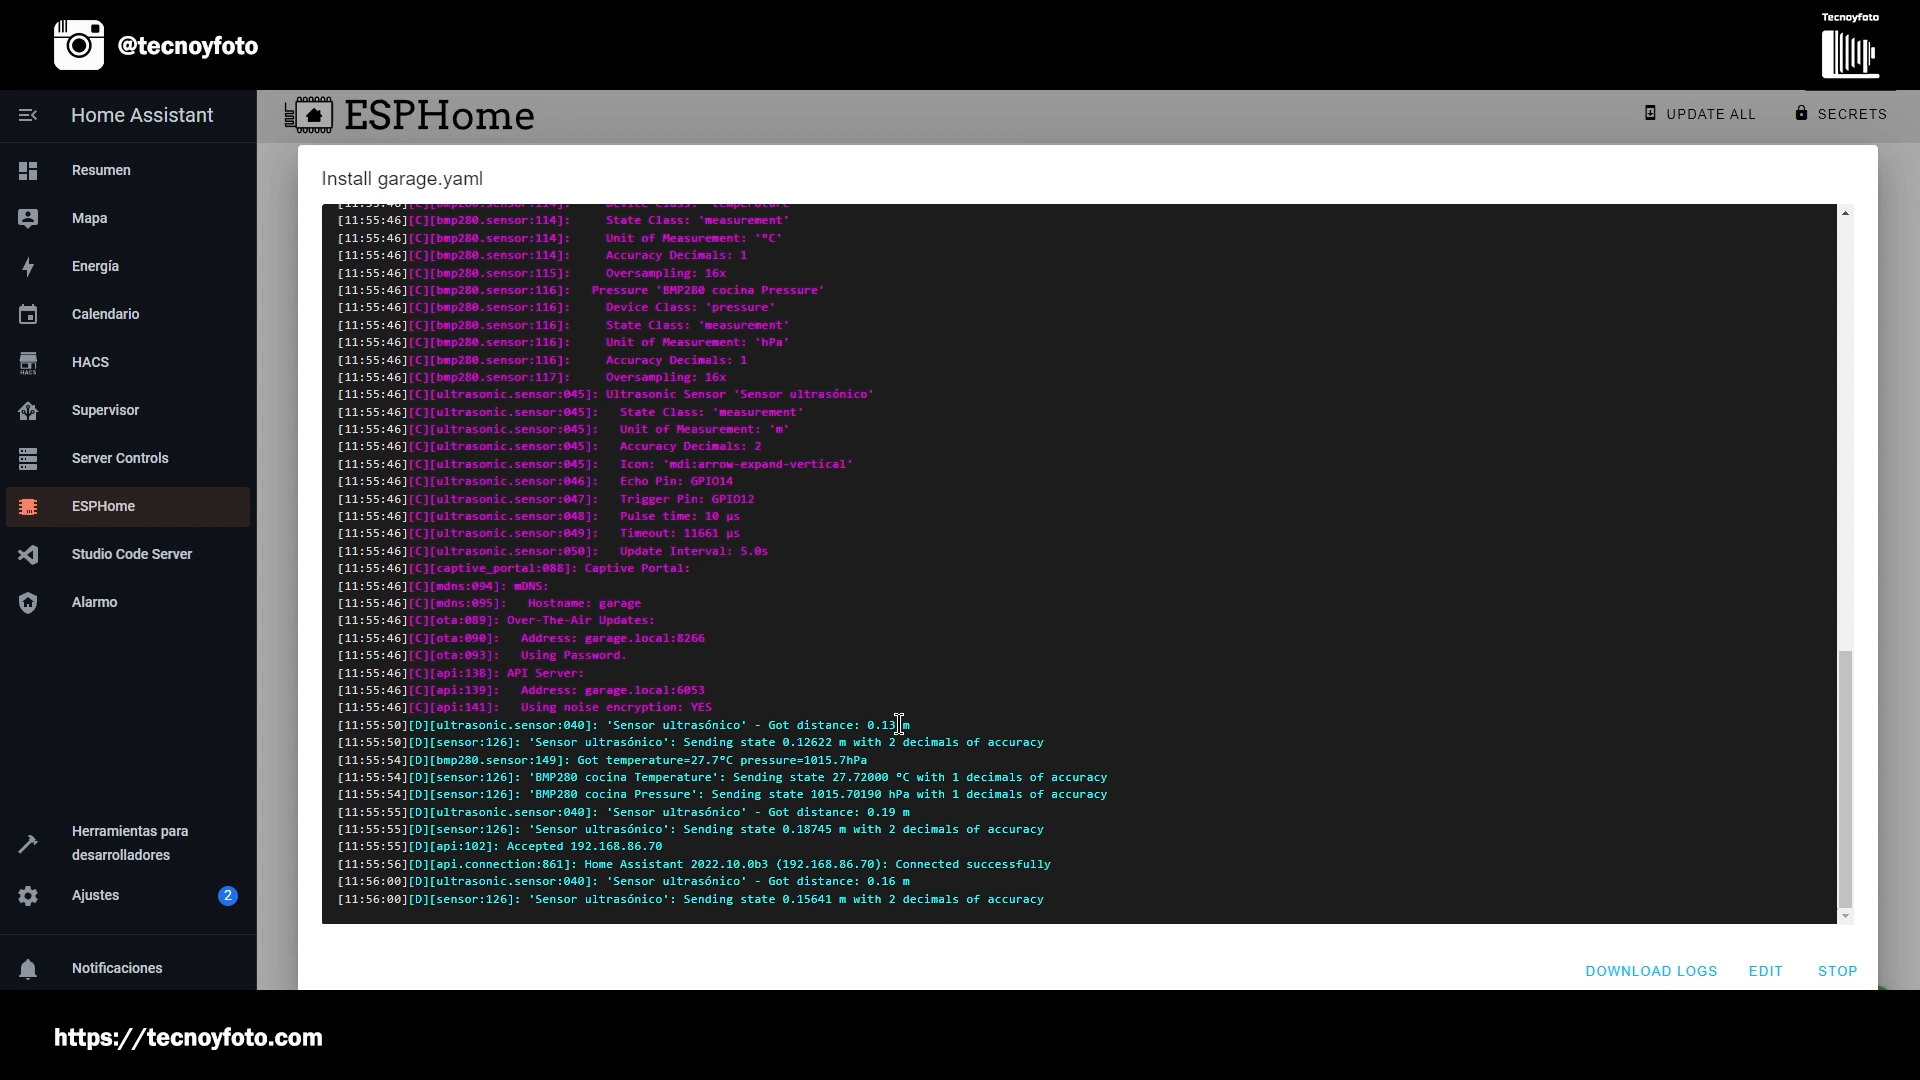 @tecnoyfoto
Tecnoyfoto
Home Assistant
ESPHome
UPDATE ALL
SECRETS
Resumen
Mapa
Energía
Calendario
HACS
HACS
Supervisor
Server Controls
ESPHome
Studio Code Server
Alarmo
Herramientas para
desarrolladores
Ajustes
2
Notificaciones
Install garage.yaml
[11:55:46][C][bmp280.sensor:114]:     Device Class: 'temperature'
[11:55:46][C][bmp280.sensor:114]:     State Class: 'measurement'
[11:55:46][C][bmp280.sensor:114]:     Unit of Measurement: '°C'
[11:55:46][C][bmp280.sensor:114]:     Accuracy Decimals: 1
[11:55:46][C][bmp280.sensor:115]:     Oversampling: 16x
[11:55:46][C][bmp280.sensor:116]:   Pressure 'BMP280 cocina Pressure'
[11:55:46][C][bmp280.sensor:116]:     Device Class: 'pressure'
[11:55:46][C][bmp280.sensor:116]:     State Class: 'measurement'
[11:55:46][C][bmp280.sensor:116]:     Unit of Measurement: 'hPa'
[11:55:46][C][bmp280.sensor:116]:     Accuracy Decimals: 1
[11:55:46][C][bmp280.sensor:117]:     Oversampling: 16x
[11:55:46][C][ultrasonic.sensor:045]: Ultrasonic Sensor 'Sensor ultrasónico'
[11:55:46][C][ultrasonic.sensor:045]:   State Class: 'measurement'
[11:55:46][C][ultrasonic.sensor:045]:   Unit of Measurement: 'm'
[11:55:46][C][ultrasonic.sensor:045]:   Accuracy Decimals: 2
[11:55:46][C][ultrasonic.sensor:045]:   Icon: 'mdi:arrow-expand-vertical'
[11:55:46][C][ultrasonic.sensor:046]:   Echo Pin: GPIO14
[11:55:46][C][ultrasonic.sensor:047]:   Trigger Pin: GPIO12
[11:55:46][C][ultrasonic.sensor:048]:   Pulse time: 10 µs
[11:55:46][C][ultrasonic.sensor:049]:   Timeout: 11661 µs
[11:55:46][C][ultrasonic.sensor:050]:   Update Interval: 5.0s
[11:55:46][C][captive_portal:088]: Captive Portal:
[11:55:46][C][mdns:094]: mDNS:
[11:55:46][C][mdns:095]:   Hostname: garage
[11:55:46][C][ota:089]: Over-The-Air Updates:
[11:55:46][C][ota:090]:   Address: garage.local:8266
[11:55:46][C][ota:093]:   Using Password.
[11:55:46][C][api:138]: API Server:
[11:55:46][C][api:139]:   Address: garage.local:6053
[11:55:46][C][api:141]:   Using noise encryption: YES
[11:55:50][D][ultrasonic.sensor:040]: 'Sensor ultrasónico' - Got distance: 0.13 m
[11:55:50][D][sensor:126]: 'Sensor ultrasónico': Sending state 0.12622 m with 2 decimals of accuracy
[11:55:54][D][bmp280.sensor:149]: Got temperature=27.7°C pressure=1015.7hPa
[11:55:54][D][sensor:126]: 'BMP280 cocina Temperature': Sending state 27.72000 °C with 1 decimals of accuracy
[11:55:54][D][sensor:126]: 'BMP280 cocina Pressure': Sending state 1015.70190 hPa with 1 decimals of accuracy
[11:55:55][D][ultrasonic.sensor:040]: 'Sensor ultrasónico' - Got distance: 0.19 m
[11:55:55][D][sensor:126]: 'Sensor ultrasónico': Sending state 0.18745 m with 2 decimals of accuracy
[11:55:55][D][api:102]: Accepted 192.168.86.70
[11:55:56][D][api.connection:861]: Home Assistant 2022.10.0b3 (192.168.86.70): Connected successfully
[11:56:00][D][ultrasonic.sensor:040]: 'Sensor ultrasónico' - Got distance: 0.16 m
[11:56:00][D][sensor:126]: 'Sensor ultrasónico': Sending state 0.15641 m with 2 decimals of accuracy
DOWNLOAD LOGS
EDIT
STOP
https://tecnoyfoto.com